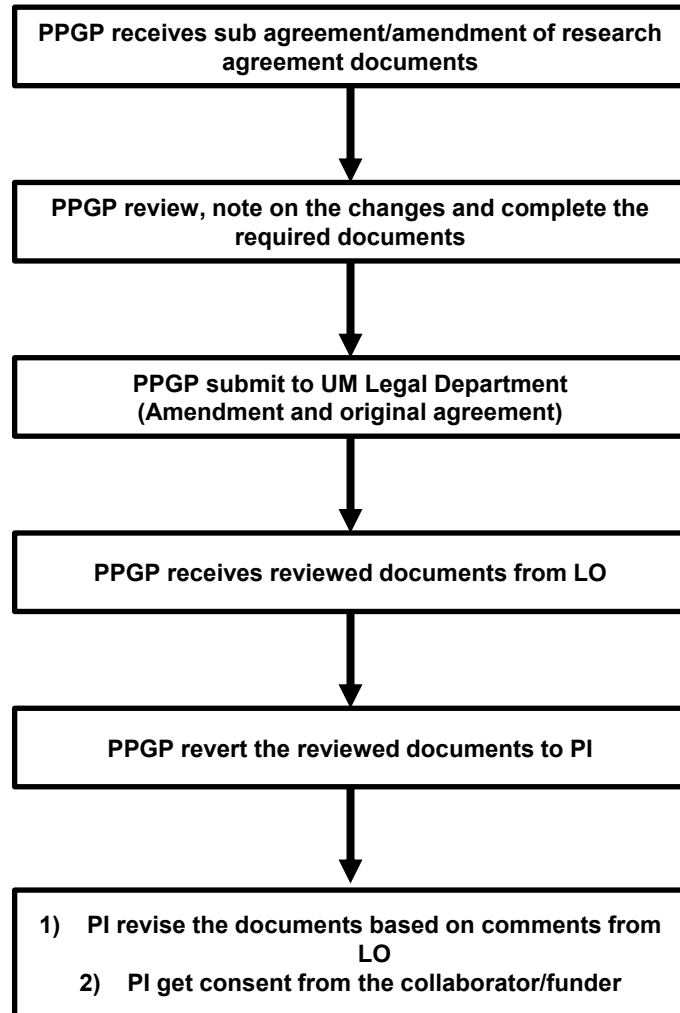 PPGP receives sub agreement/amendment of research
agreement documents
PPGP review, note on the changes and complete the
required documents
PPGP submit to UM Legal Department
(Amendment and original agreement)
PPGP receives reviewed documents from LO
PPGP revert the reviewed documents to PI
1) PI revise the documents based on comments from
LO
2) PI get consent from the collaborator/funder